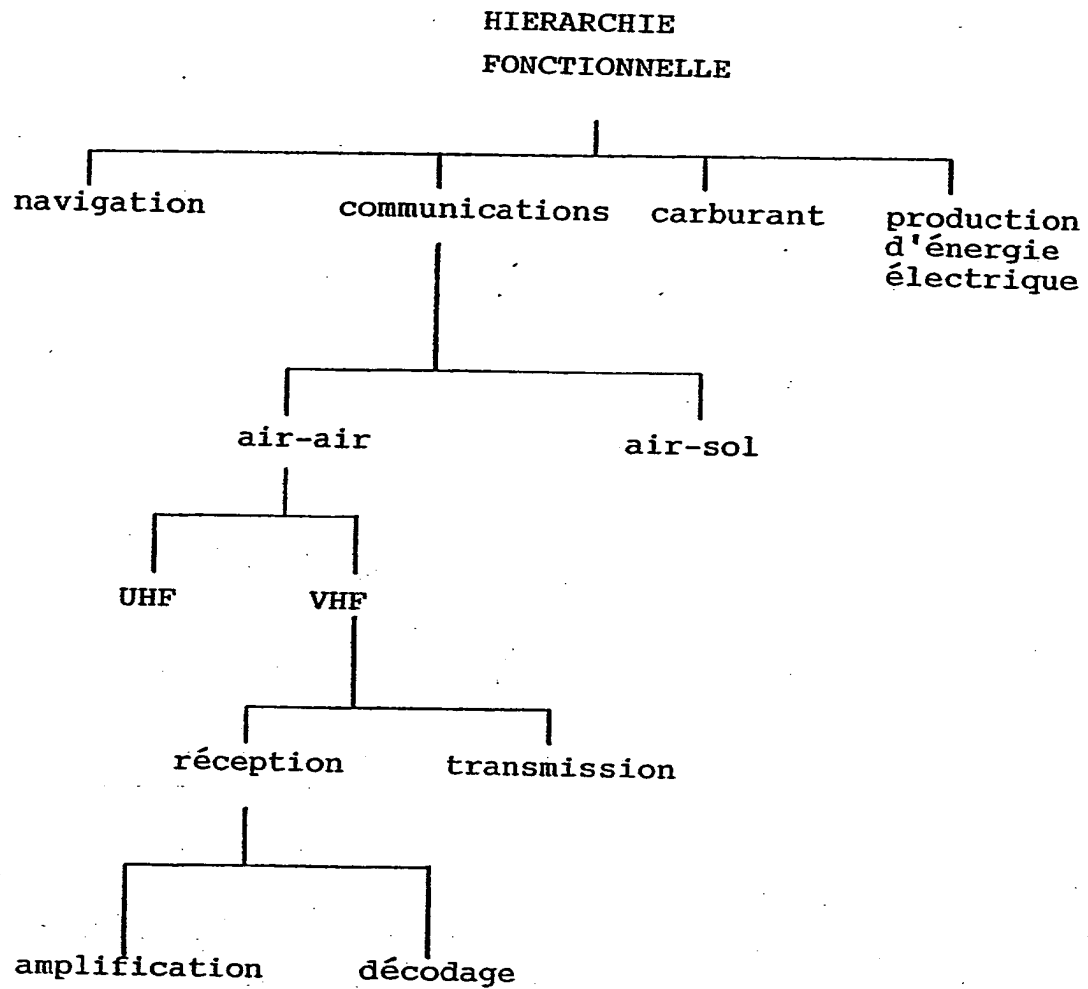 HIERARCHIE
FONCTIONNELLE
navigation
communications
carburant
production
d'énergie
électrique
air-air
air-sol
UHF
VHF
réception
transmission
amplification
décodage